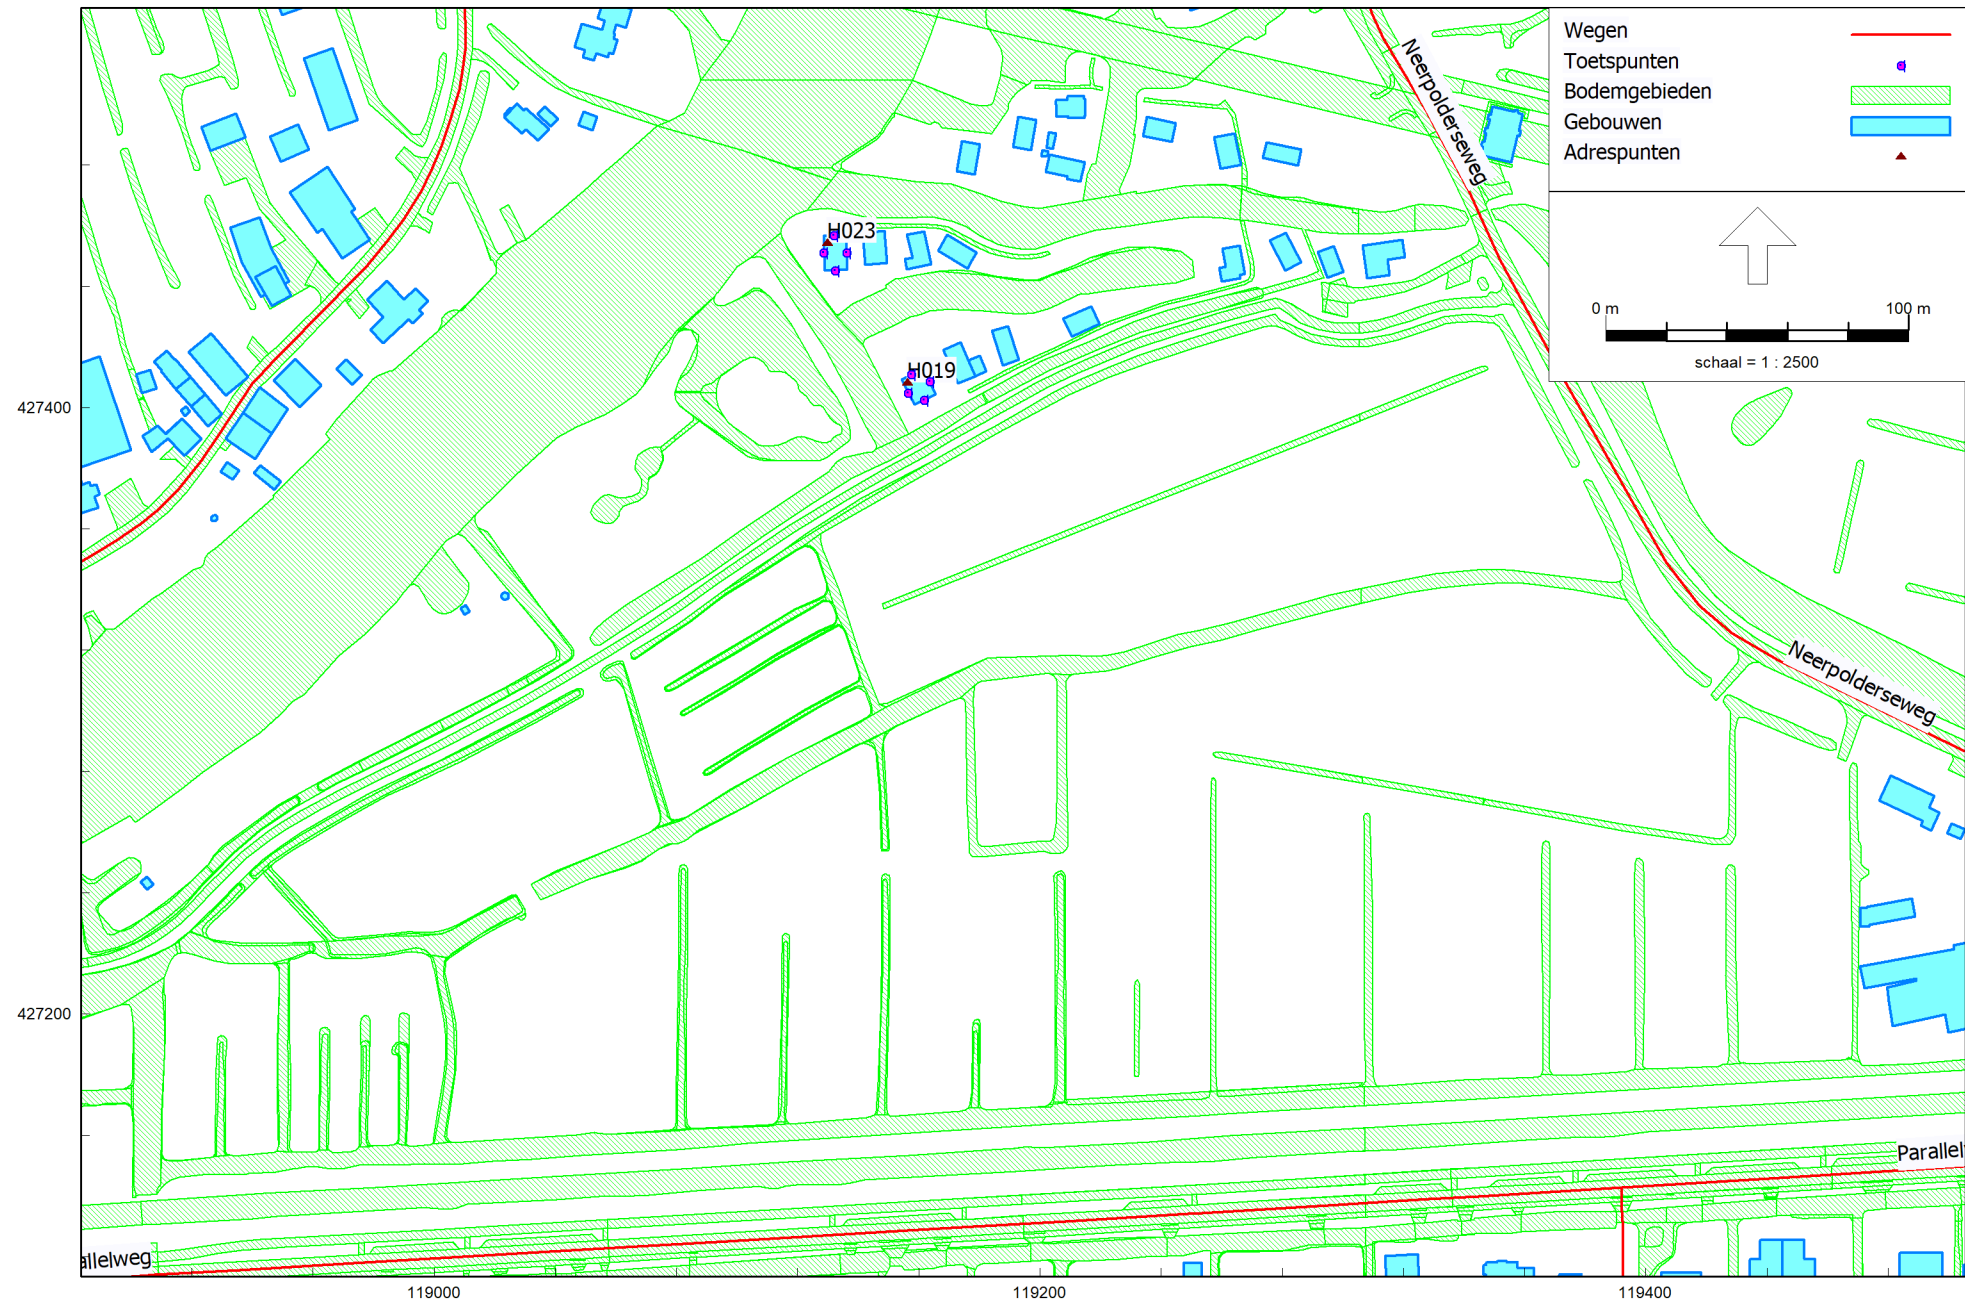 Wegen
Toetspunten
Bodemgebieden
Gebouwen
Adrespunten
0 m 100 m
schaal = 1 : 2500
Neerpolderseweg
H023
H019
427400
Neerpolderseweg
427200
Parallel
allelweg
119000 119200 119400